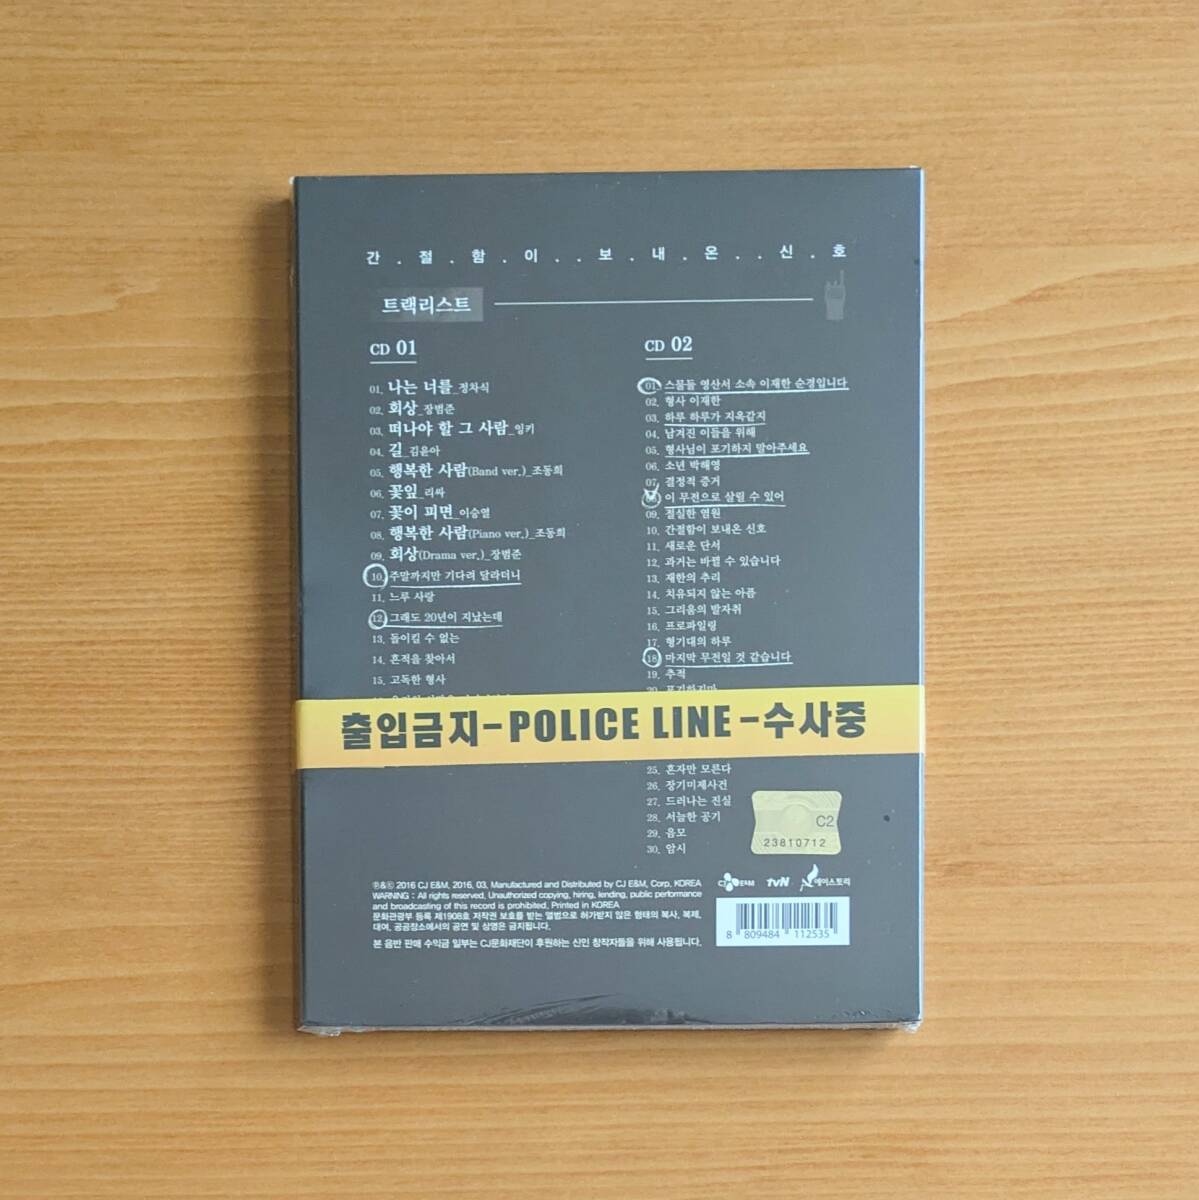 간.절.함.이..보.내.온..신.호
트랙리스트
CD 01
01. 나는 너를_정차식
02. 회상_장범준
03. 떠나야 할 그 사람_잉키
04. 길_김윤아
05. 행복한 사람(Band ver.)_조동희
06. 꽃잎_리싸
07. 꽃이 피면_이승열
08. 행복한 사람(Piano ver.)_조동희
09. 회상(Drama ver.)_장범준
10. 주말까지만 기다려 달라더니
11. 느루 사랑
12. 그래도 20년이 지났는데
13. 돌이킬 수 없는
14. 흔적을 찾아서
15. 고독한 형사
CD 02
01. 스물둘 영산서 소속 이재한 순경입니다
02. 형사 이재한
03. 하루 하루가 지옥같지
04. 남겨진 이들을 위해
05. 형사님이 포기하지 말아주세요
06. 소년 박해영
07. 결정적 증거
08. 이 무전으로 살릴 수 있어
09. 절실한 염원
10. 간절함이 보내온 신호
11. 새로운 단서
12. 과거는 바뀔 수 있습니다
13. 재한의 추리
14. 치유되지 않는 아픔
15. 그리움의 발자취
16. 프로파일링
17. 형기대의 하루
18. 마지막 무전일 것 같습니다
19. 추적
20. 포기하지마
출입금지-POLICE LINE-수사중
25. 혼자만 모른다
26. 장기미제사건
27. 드러나는 진실
28. 서늘한 공기
29. 음모
30. 암시
C2
23810712
℗&© 2016 CJ E&M, 2016. 03. Manufactured and Distributed by CJ E&M, Corp. KOREA
WARNING : All rights reserved. Unauthorized copying, hiring, lending, public performance
and broadcasting of this record is prohibited. Printed in KOREA
문화관광부 등록 제1908호 저작권 보호를 받는 앨범으로 허가받지 않은 형태의 복사, 복제,
대여, 공공장소에서의 공연 및 상영은 금지됩니다.
본 음반 판매 수익금 일부는 CJ문화재단이 후원하는 신인 창작자들을 위해 사용됩니다.
CJ E&M tvN 에이스토리
8 809484 112535